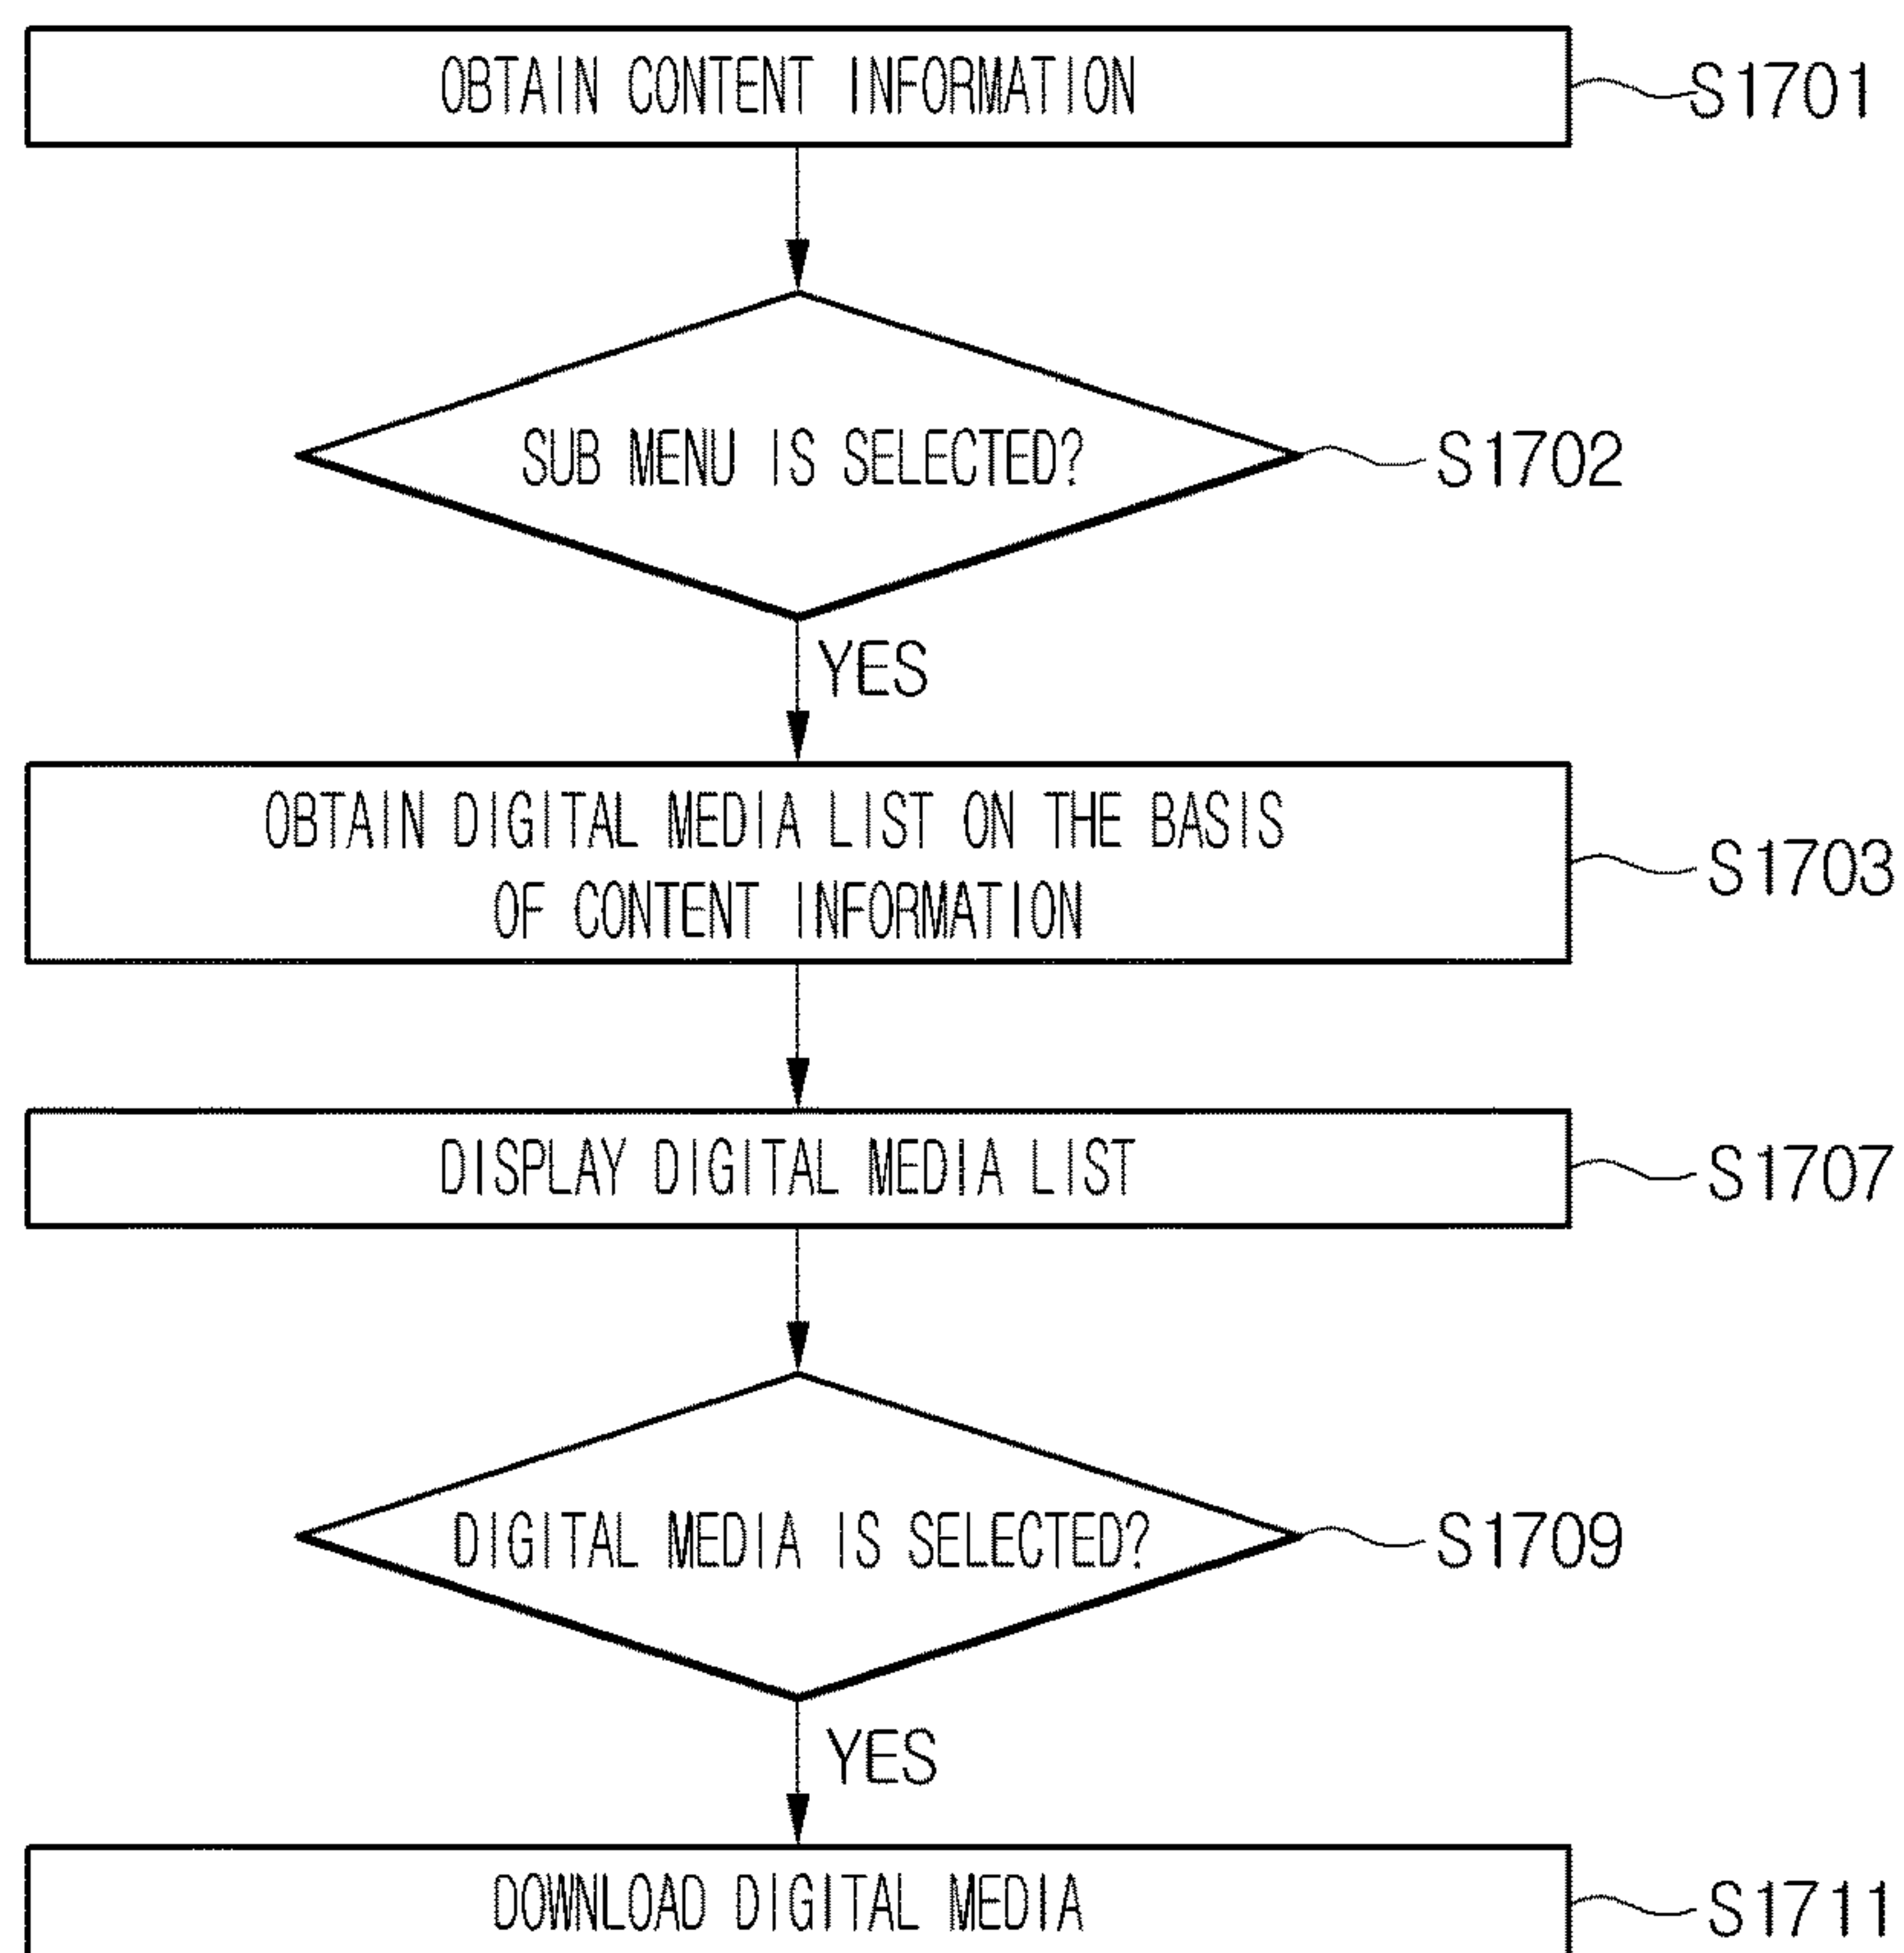 OBTAIN CONTENT INFORMATION
S1701
SUB MENU IS SELECTED?
S1702
YES
OBTAIN DIGITAL MEDIA LIST ON THE BASIS
OF CONTENT INFORMATION
S1703
DISPLAY DIGITAL MEDIA LIST
S1707
DIGITAL MEDIA IS SELECTED?
S1709
YES
DOWNLOAD DIGITAL MEDIA
S1711